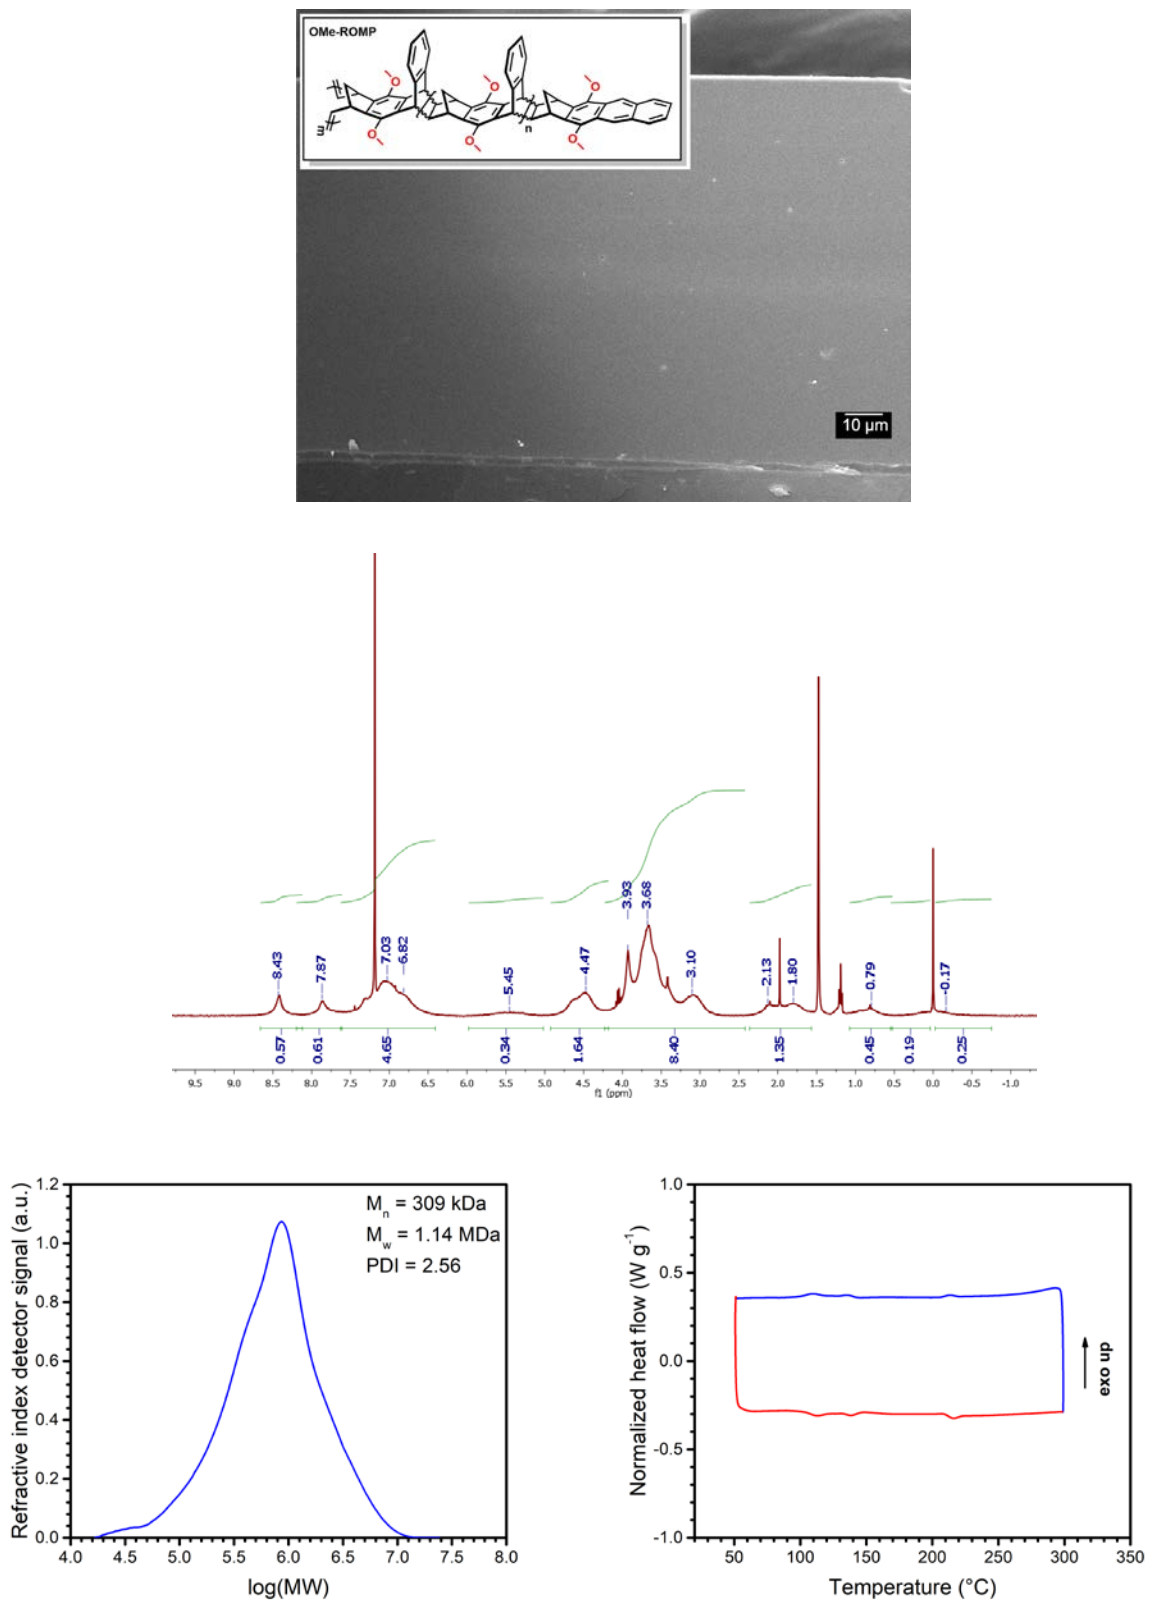 OMe-ROMP
O
O
O
O
O
O
n
m
10 µm
8.43
7.87
7.03
6.82
5.45
4.47
3.93
3.68
3.10
2.13
1.80
0.79
-0.17
0.57
0.61
4.65
0.34
1.64
8.40
1.35
0.45
0.19
0.25
9.5 9.0 8.5 8.0 7.5 7.0 6.5 6.0 5.5 5.0 4.5 4.0 3.5 3.0 2.5 2.0 1.5 1.0 0.5 0.0 -0.5 -1.0
f1 (ppm)
Refractive index detector signal (a.u.)
1.2
1.0
0.8
0.6
0.4
0.2
0.0
Mn = 309 kDa
Mw = 1.14 MDa
PDI = 2.56
4.0 4.5 5.0 5.5 6.0 6.5 7.0 7.5 8.0
log(MW)
Normalized heat flow (W g-1)
1.0
0.5
0.0
-0.5
-1.0
exo up
50 100 150 200 250 300 350
Temperature (°C)